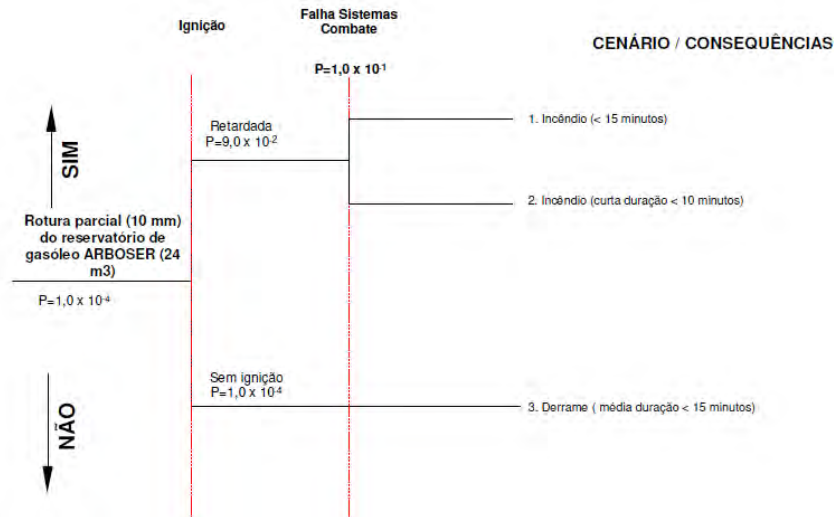 Ignição
Falha Sistemas
Combate
P=1,0 x 10-1
CENÁRIO / CONSEQUÊNCIAS
SIM
Retardada
P=9,0 x 10-2
1. Incêndio (< 15 minutos)
2. Incêndio (curta duração < 10 minutos)
Rotura parcial (10 mm)
do reservatório de
gasóleo ARBOSER (24
m3)
P=1,0 x 10-4
Sem ignição
P=1,0 x 10-4
3. Derrame ( média duração < 15 minutos)
NÃO